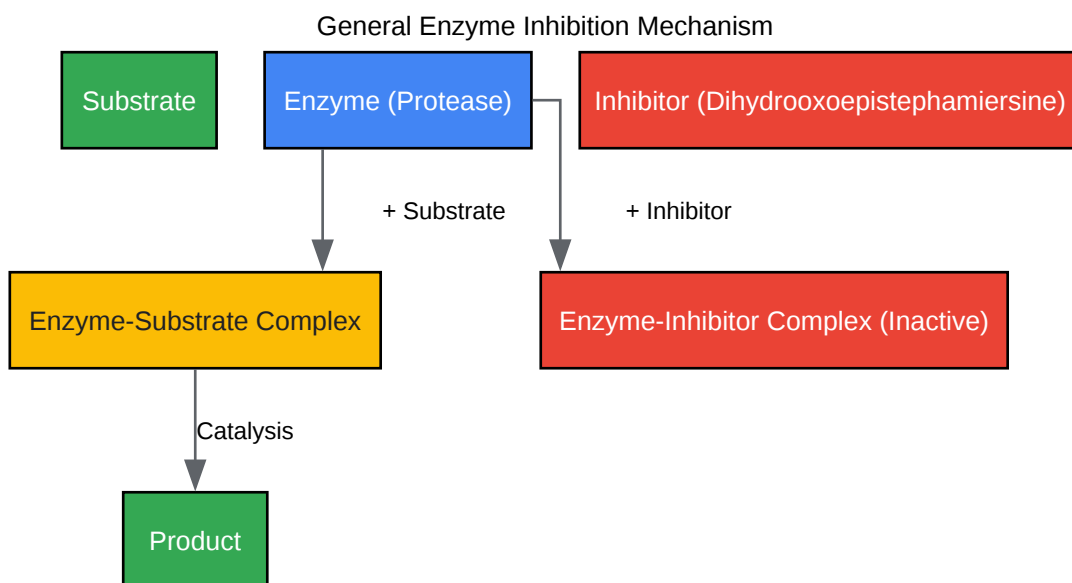 General Enzyme Inhibition Mechanism
Substrate
Enzyme (Protease)
Inhibitor (Dihydrooxoepistephamiersine)
+ Substrate
+ Inhibitor
Enzyme-Substrate Complex
Enzyme-Inhibitor Complex (Inactive)
Catalysis
Product